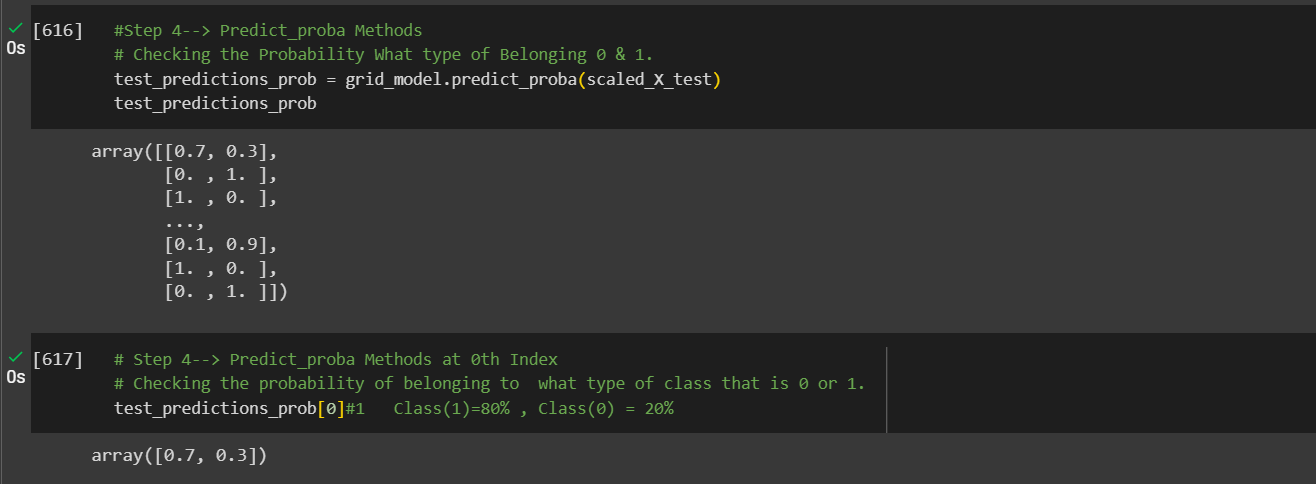 [616] #Step 4--> Predict_proba Methods
0s # Checking the Probability What type of Belonging 0 & 1.
test_predictions_prob = grid_model.predict_proba(scaled_X_test)
test_predictions_prob
array([[0.7, 0.3],
[0. , 1. ],
[1. , 0. ],
...,
[0.1, 0.9],
[1. , 0. ],
[0. , 1. ]])
[617] # Step 4--> Predict_proba Methods at 0th Index
0s # Checking the probability of belonging to  what type of class that is 0 or 1.
test_predictions_prob[0]#1   Class(1)=80% , Class(0) = 20%
array([0.7, 0.3])